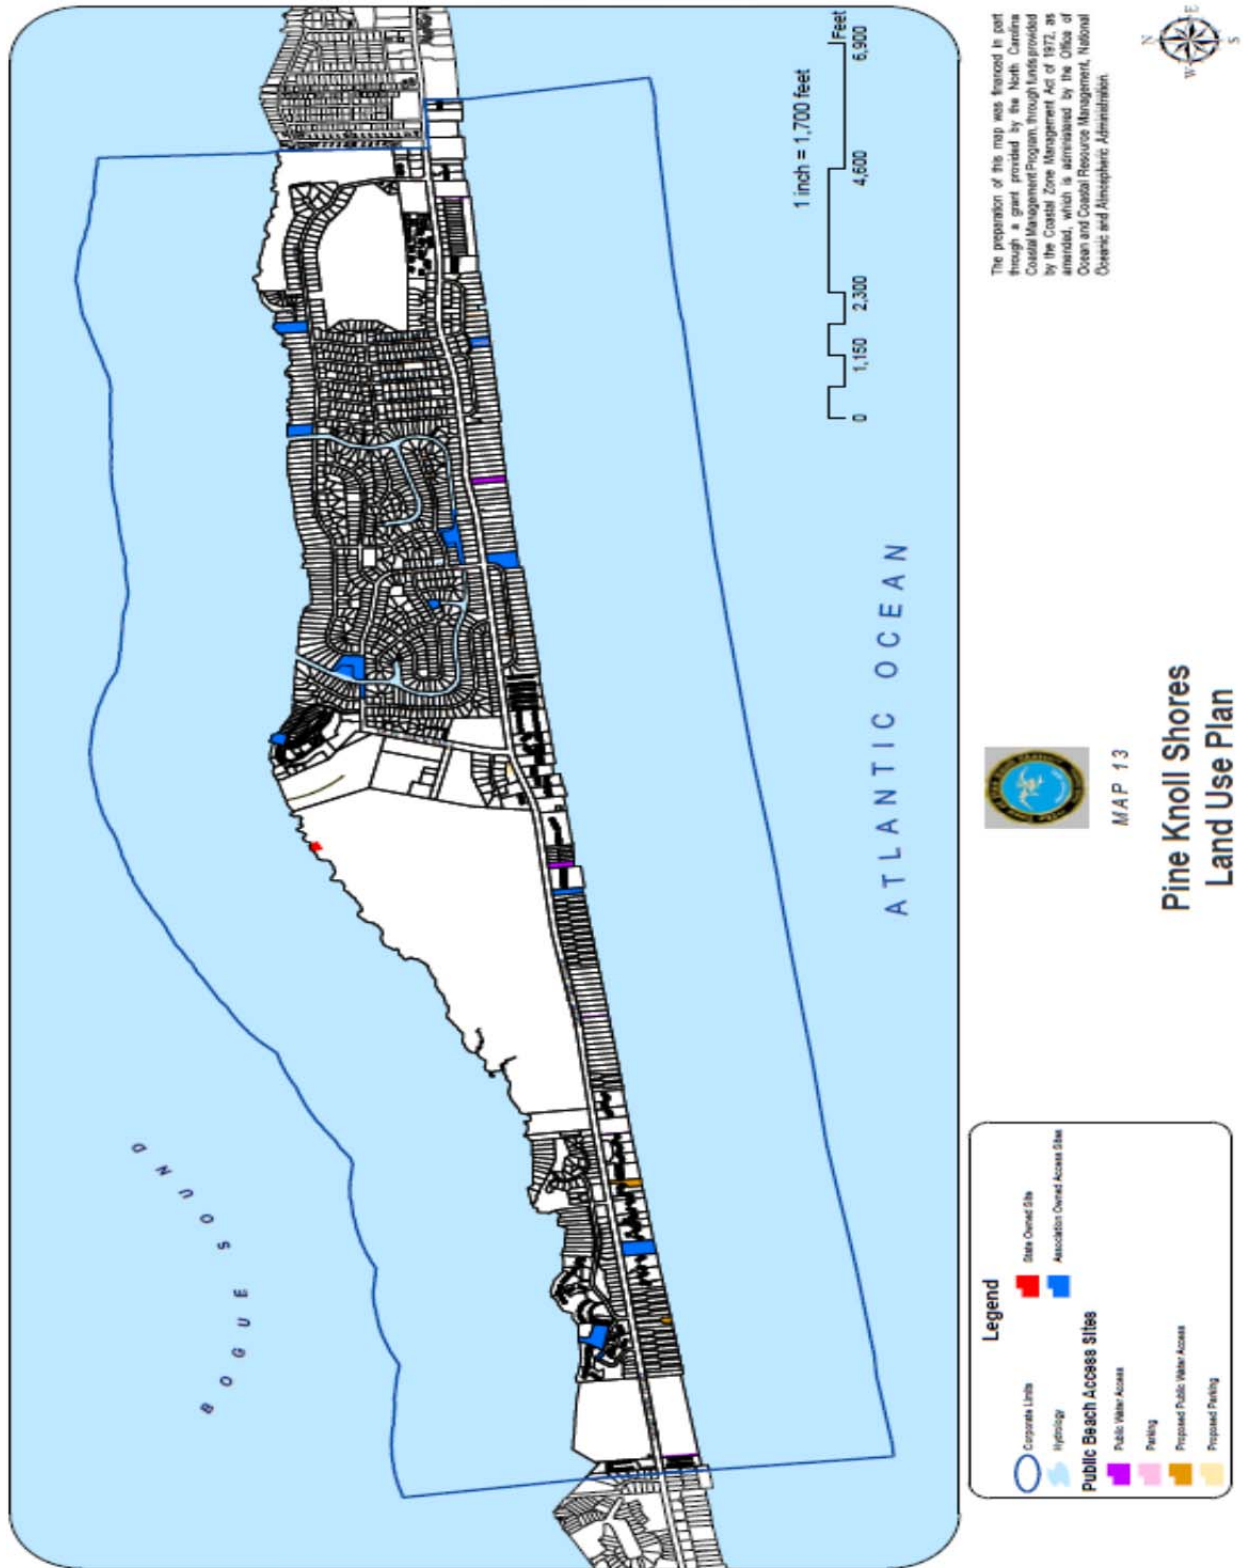 BOGUE SOUND
ATLANTIC OCEAN
1 inch = 1,700 feet
0 1,150 2,300 4,600 6,900
Feet
Legend
Corporate Limits
Hydrology
State Owned Site
Association Owned Access Sites
Public Beach Access Sites
Public Water Access
Parking
Proposed Public Water Access
Proposed Parking
MAP 13
Pine Knoll Shores
Land Use Plan
The preparation of this map was financed in part
through a grant provided by the North Carolina
Coastal Management Program, through funds provided
by the Coastal Zone Management Act of 1972, as
amended, which is administered by the Office of
Ocean and Coastal Resource Management, National
Oceanic and Atmospheric Administration.
N
W E
S